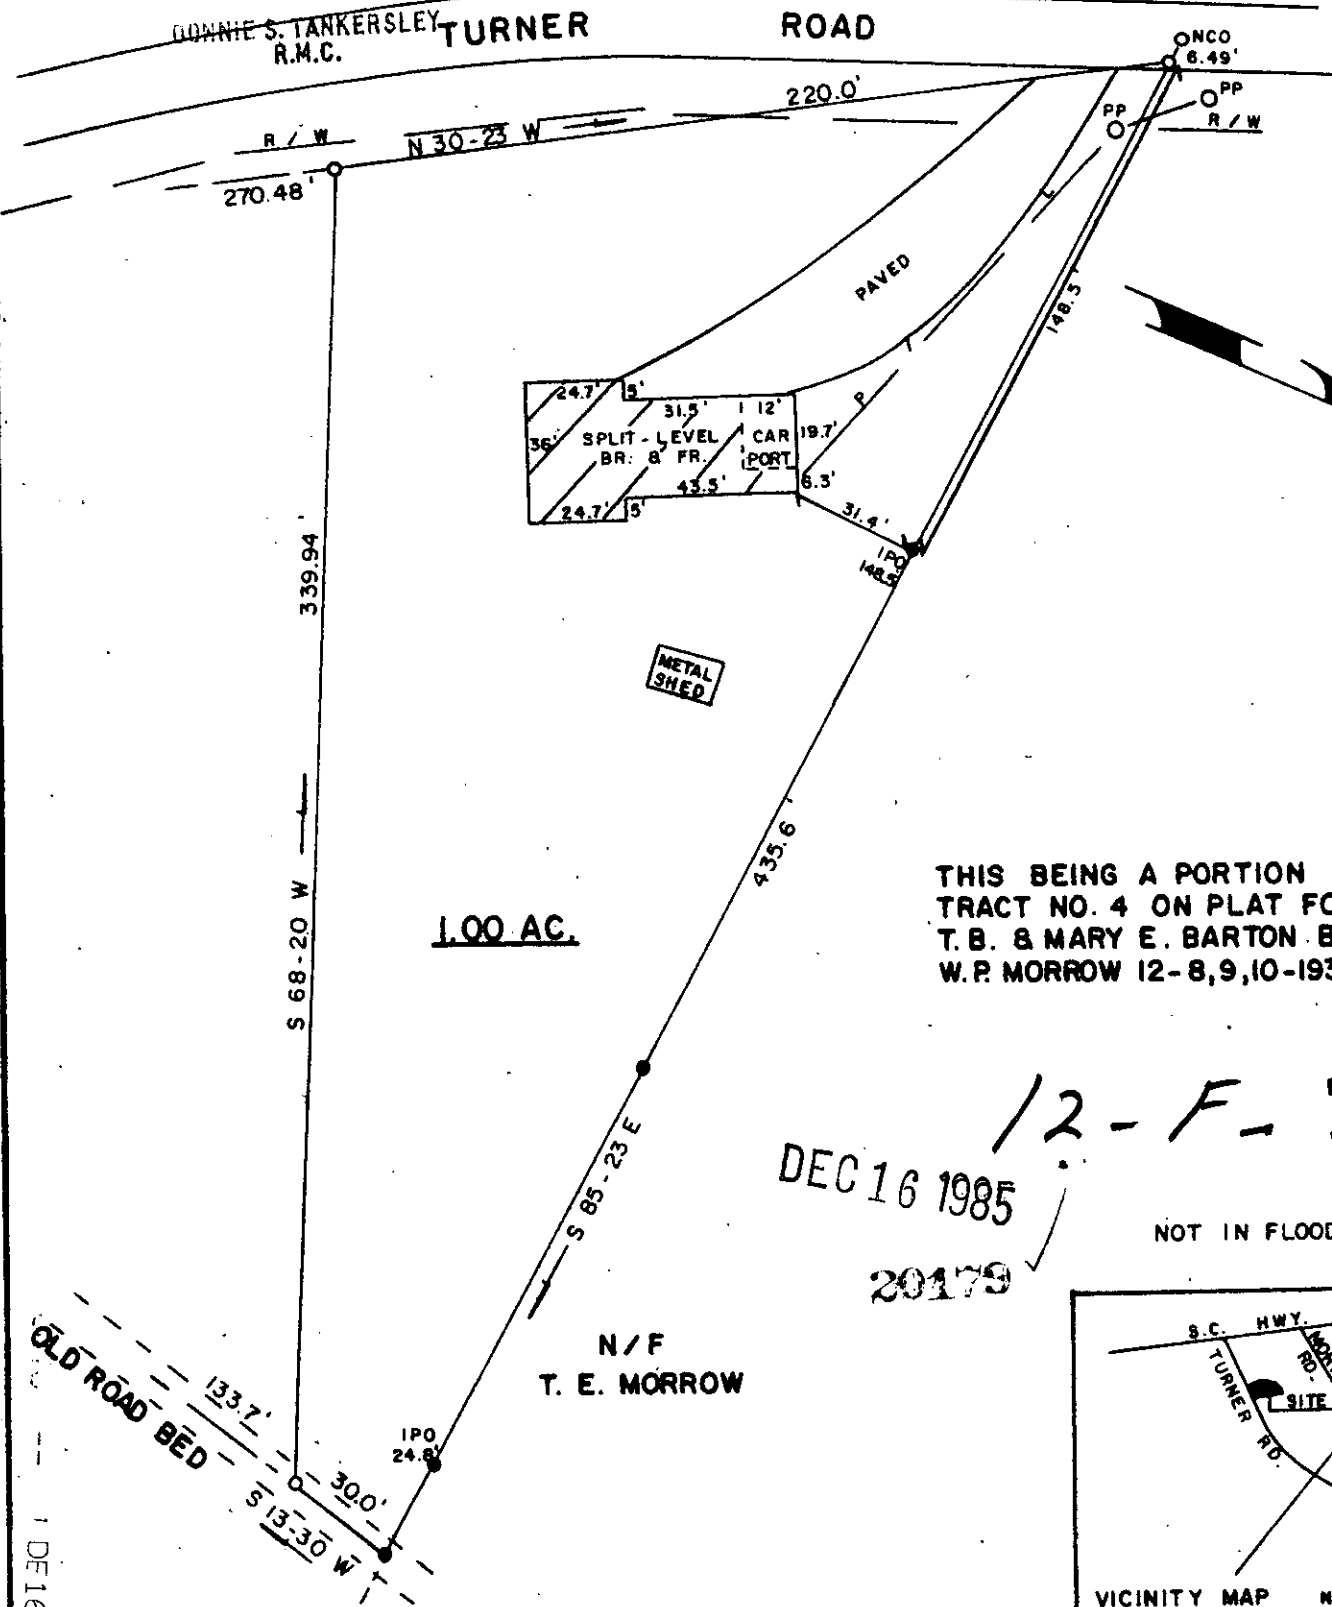 DONNIE S. TANKERSLEY
R.M.C.
TURNER ROAD
NCO
6.49'
PP
PP
R / W
R / W
N 30-23 W
220.0'
270.48'
PAVED
L
T
P
148.5'
24.7'
5'
31.5'
12'
36'
SPLIT - LEVEL
BR. & FR.
CAR
PORT
19.7'
6.3'
43.5'
24.7'
5'
31.4'
IPO
148.5'
339.94'
S 68-20 W
METAL
SHED
435.6'
1.00 AC.
THIS BEING A PORTION
TRACT NO. 4 ON PLAT FO
T. B. & MARY E. BARTON B
W. P. MORROW 12-8,9,10-193
12 - F -
DEC 16 1985
20179
NOT IN FLOOD
S 85-23 E
N/F
T. E. MORROW
OLD ROAD BED
133.7'
IPO
24.8'
30.0'
S 13-30 W
S.C. HWY.
MOR
RD.
TURNER RD.
SITE
VICINITY MAP N
1 DE16